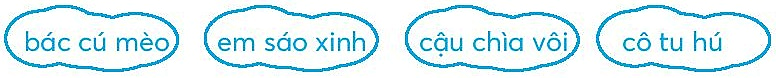 bác cú mèo em sáo xinh cậu chìa vôi cô tu hú